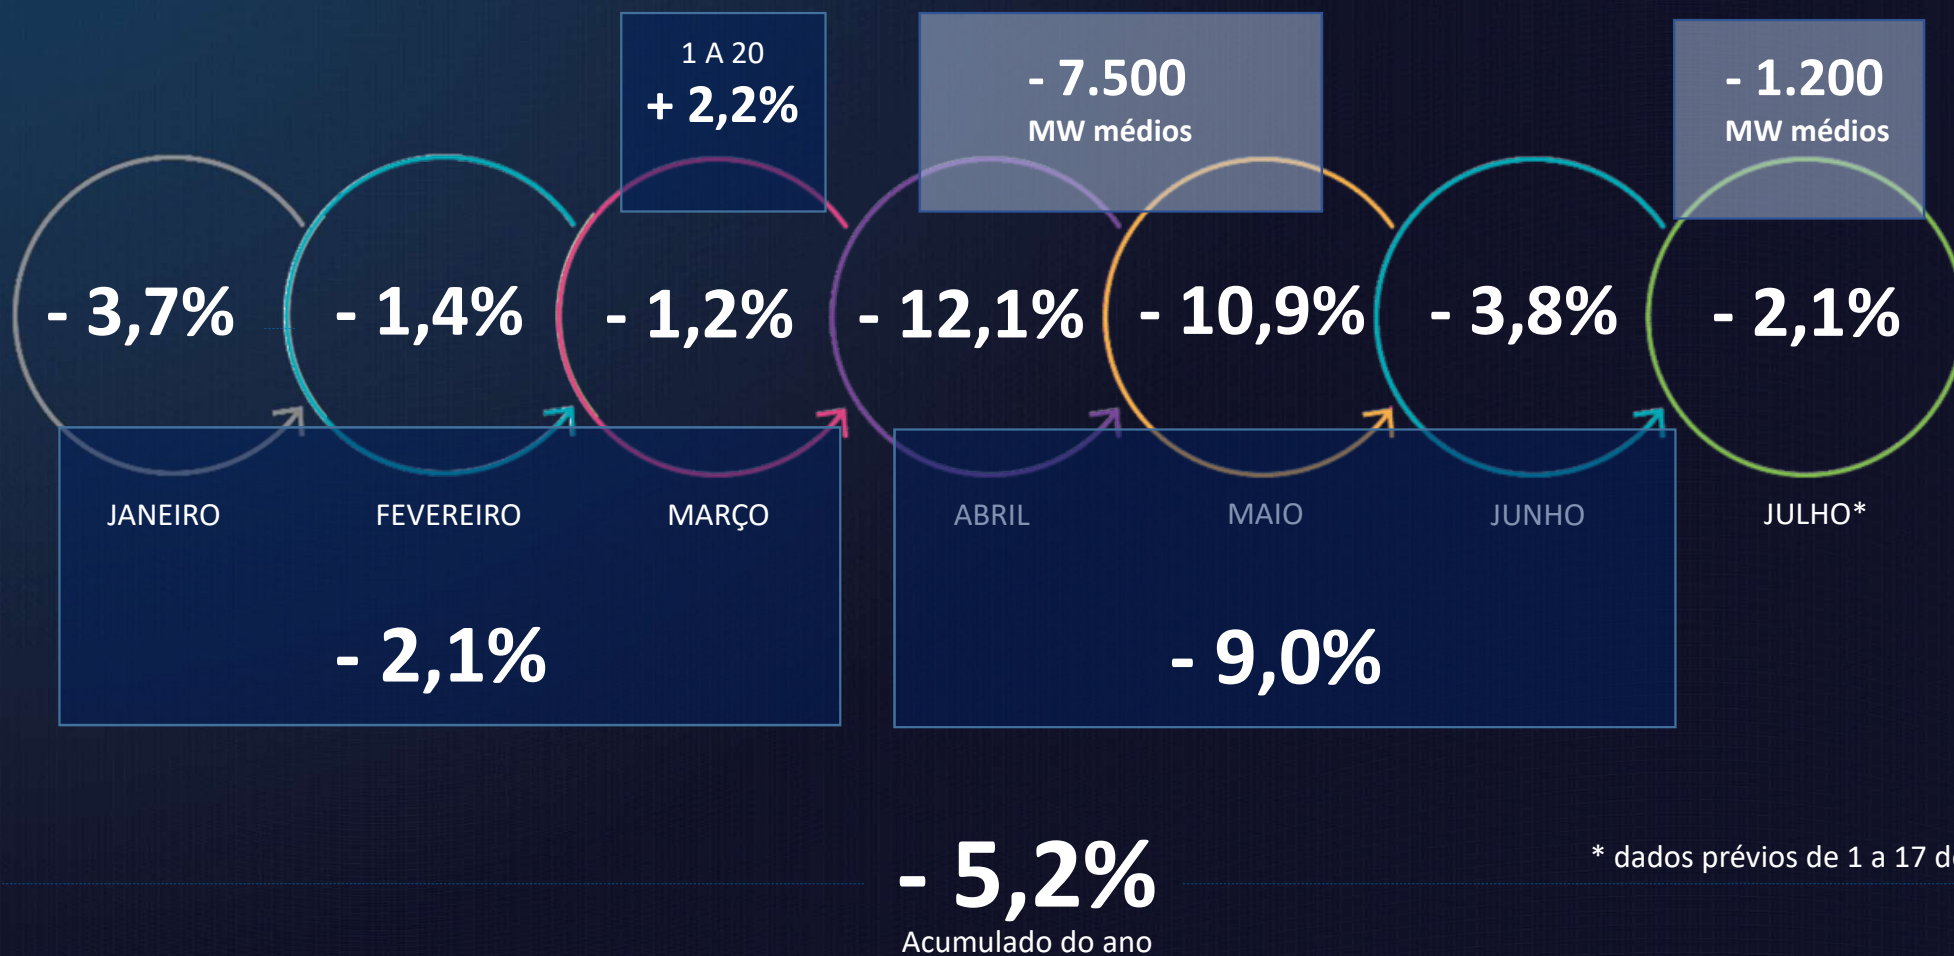 1 A 20
+ 2,2%
- 7.500
MW médios
- 1.200
MW médios
- 3,7%
- 1,4%
- 1,2%
- 12,1%
- 10,9%
- 3,8%
- 2,1%
JANEIRO
FEVEREIRO
MARÇO
ABRIL
MAIO
JUNHO
JULHO*
- 2,1%
- 9,0%
- 5,2%
Acumulado do ano
* dados prévios de 1 a 17